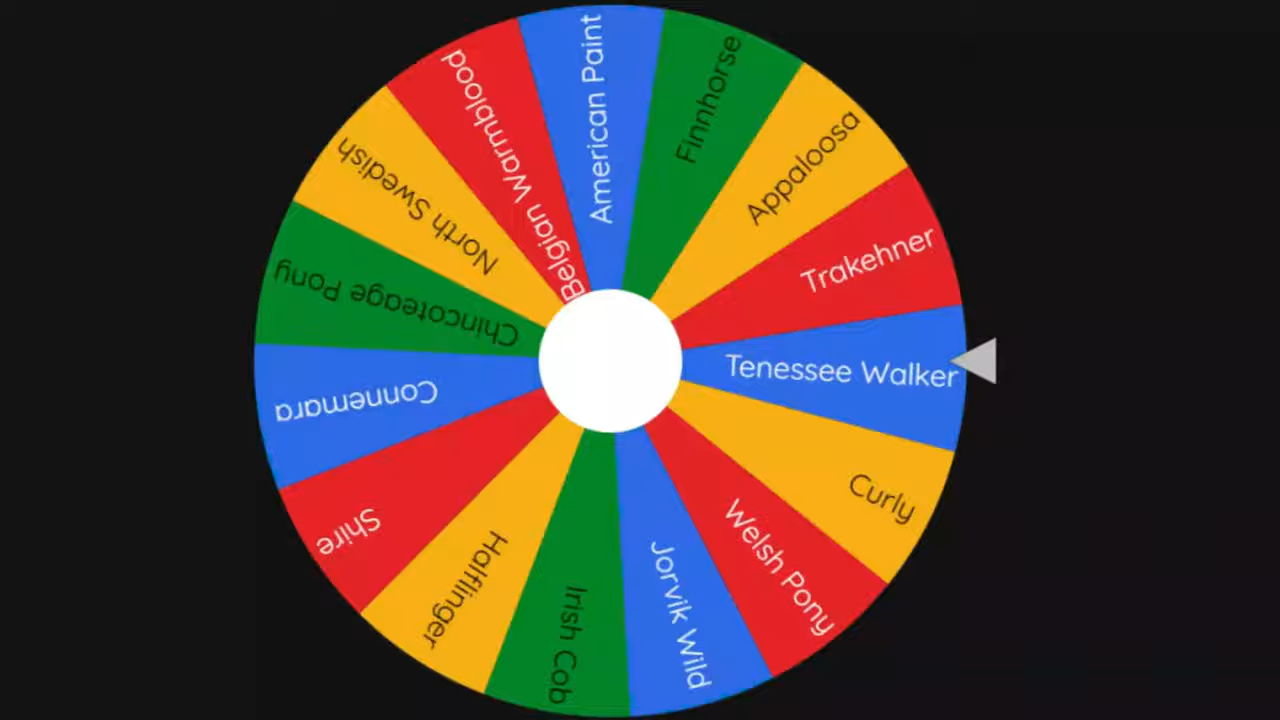 American Paint
Finnhorse
Appaloosa
Trakehner
Tenessee Walker
Curly
Welsh Pony
Jorvik Wild
Irish Cob
Halflinger
Shire
Connemara
Chincoteage Pony
North Swedish
Belgian Warmblood